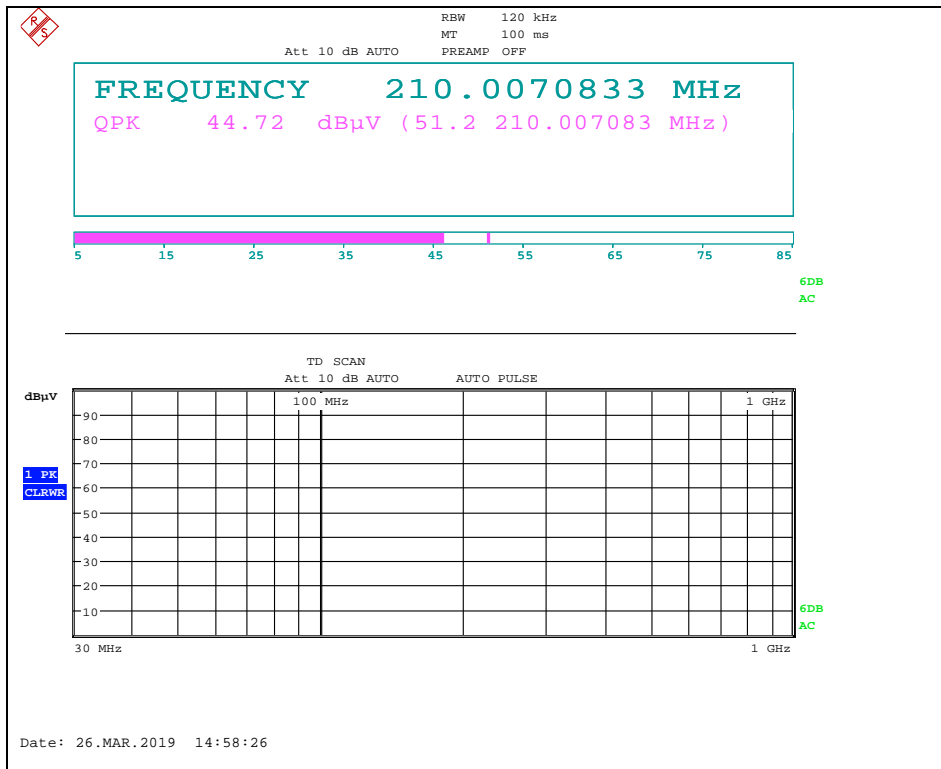 R S
RBW 120 kHz
MT 100 ms
Att 10 dB AUTO PREAMP OFF
FREQUENCY 210.0070833 MHz
QPK 44.72 dBµV (51.2 210.007083 MHz)
5 15 25 35 45 55 65 75 85
6DB
AC
TD SCAN
Att 10 dB AUTO AUTO PULSE
dBµV
100 MHz 1 GHz
90
80
70
1 PK
CLRWR
60
50
40
30
20
10
6DB
AC
30 MHz 1 GHz
Date: 26.MAR.2019 14:58:26